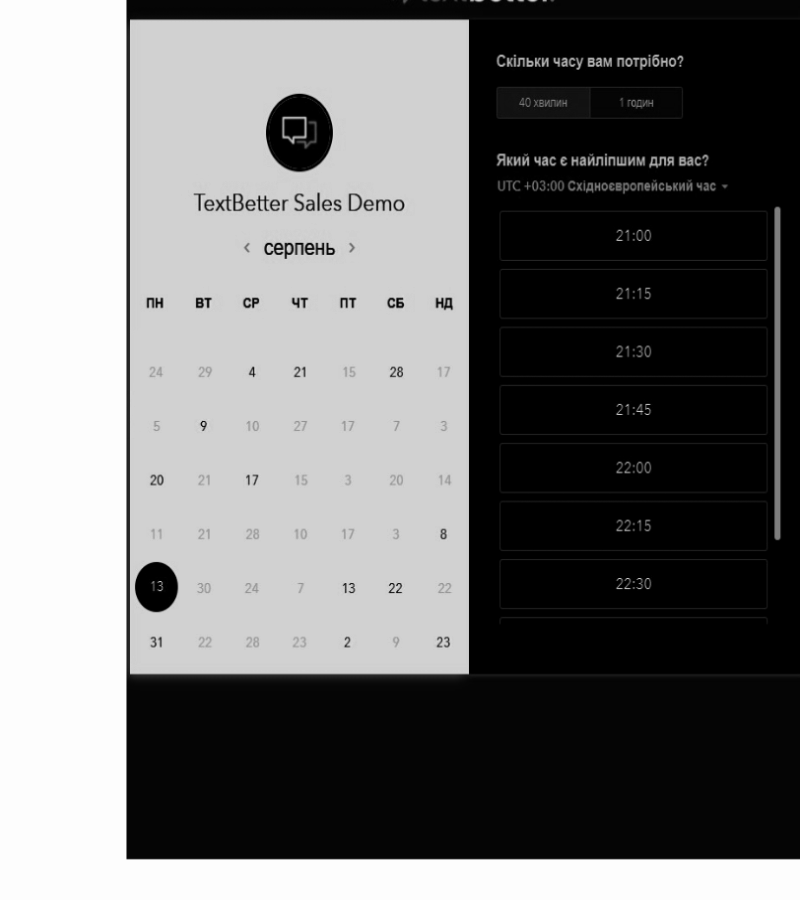 Скільки часу вам потрібно?
40 хвилин 1 годин
Який час є найліпшим для вас?
UTC +03:00 Східноєвропейський час
TextBetter Sales Demo
< серпень >
ПН ВТ СР ЧТ ПТ СБ НД
24 29 4 21 15 28 17
5 9 10 27 17 7 3
20 21 17 15 3 20 14
11 21 28 10 17 3 8
13 30 24 7 13 22 22
31 22 28 23 2 9 23
21:00
21:15
21:30
21:45
22:00
22:15
22:30